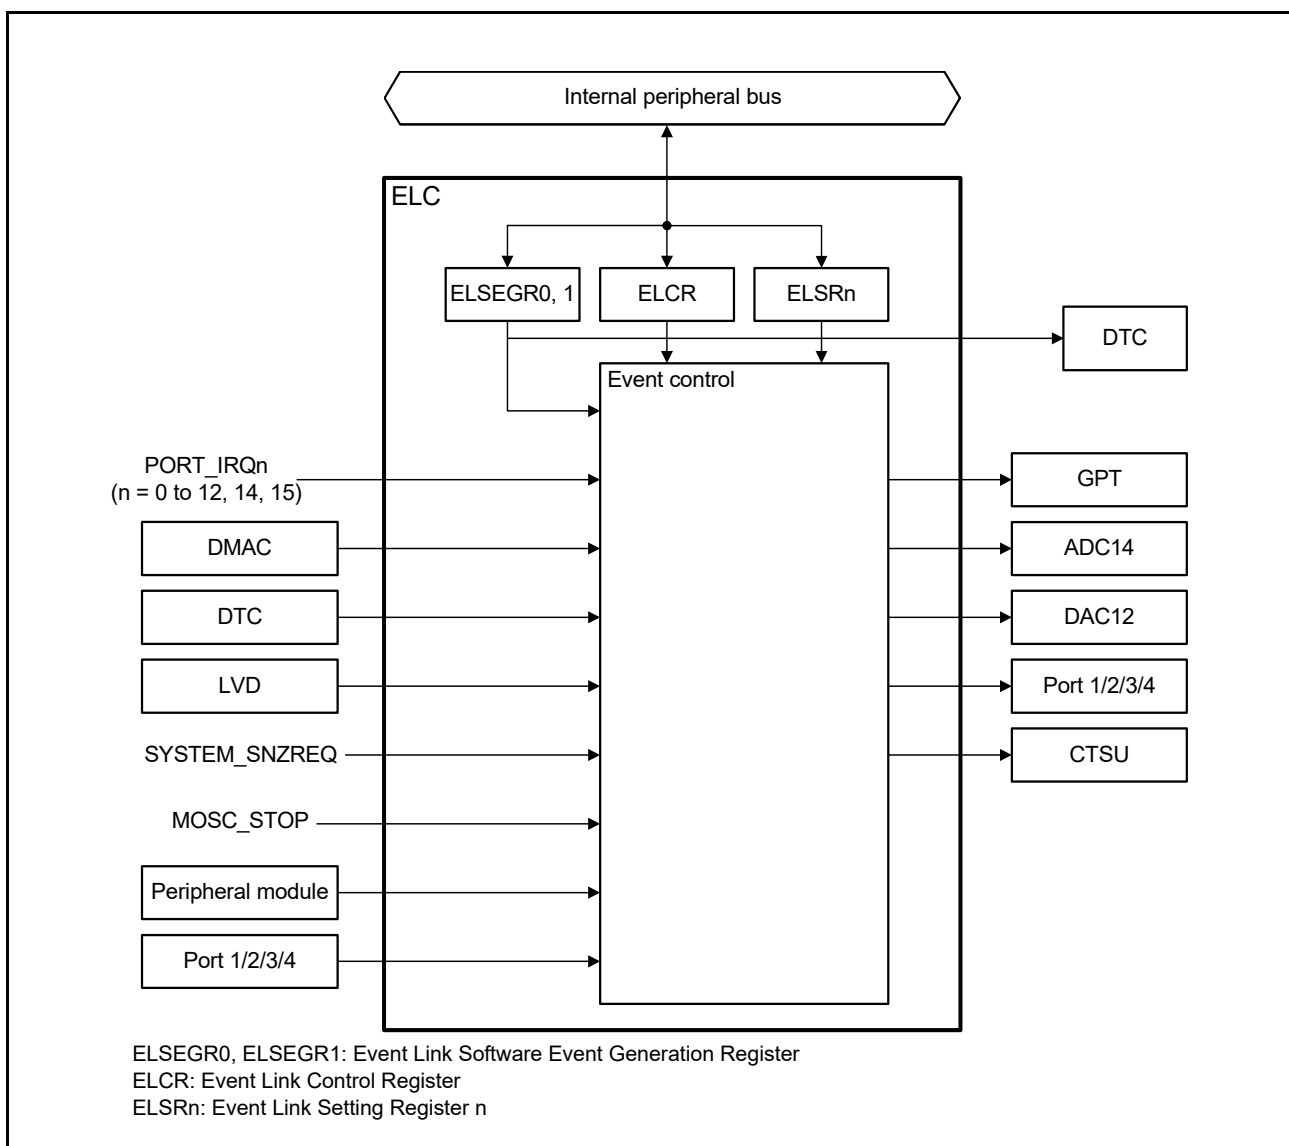 Internal peripheral bus
ELC
ELSEGR0, 1
ELCR
ELSRn
DTC
Event control
PORT_IRQn
(n = 0 to 12, 14, 15)
GPT
DMAC
ADC14
DTC
DAC12
LVD
Port 1/2/3/4
SYSTEM_SNZREQ
CTSU
MOSC_STOP
Peripheral module
Port 1/2/3/4
ELSEGR0, ELSEGR1: Event Link Software Event Generation Register
ELCR: Event Link Control Register
ELSRn: Event Link Setting Register n